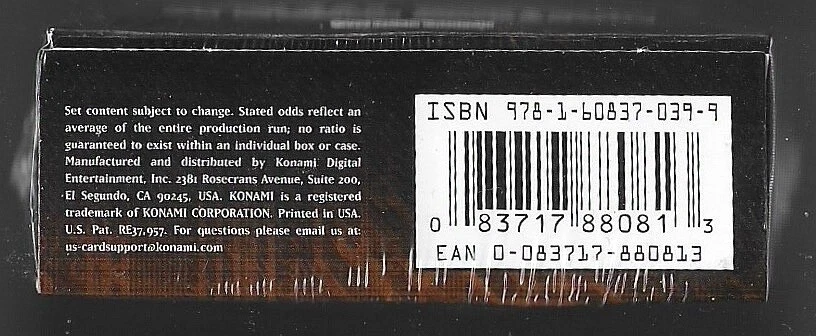 Set content subject to change. Stated odds reflect an
average of the entire production run; no ratio is
guaranteed to exist within an individual box or case.
Manufactured and distributed by Konami Digital
Entertainment, Inc. 2381 Rosecrans Avenue, Suite 200,
El Segundo, CA 90245, USA. KONAMI is a registered
trademark of KONAMI CORPORATION. Printed in USA.
U.S. Pat. RE37,957. For questions please email us at:
us-cardsupport@konami.com
ISBN 978-1-60837-039-9
0 83717 88081 3
EAN 0-083717-880813